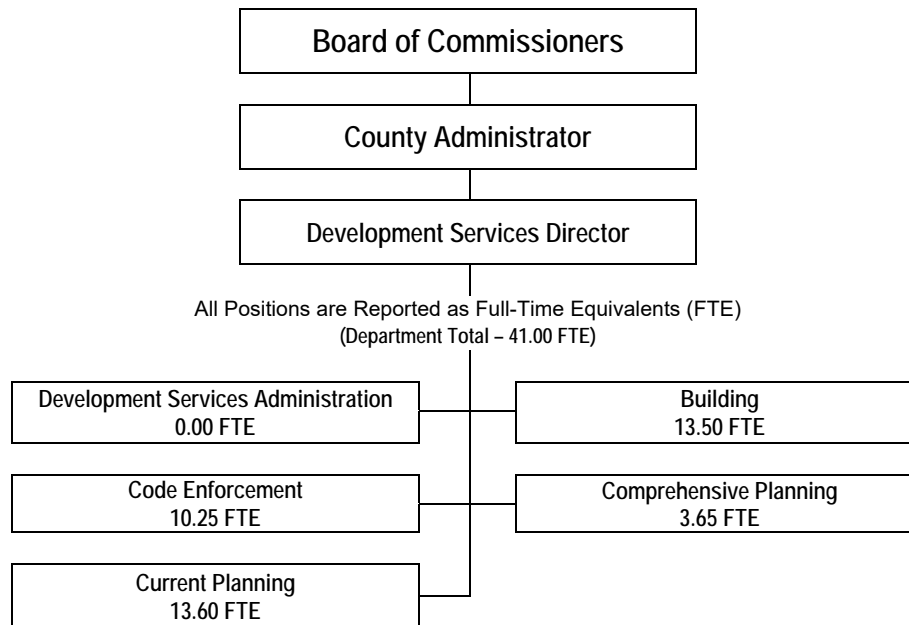 Board of Commissioners
County Administrator
Development Services Director
All Positions are Reported as Full-Time Equivalents (FTE)
(Department Total – 41.00 FTE)
Development Services Administration
0.00 FTE
Building
13.50 FTE
Code Enforcement
10.25 FTE
Comprehensive Planning
3.65 FTE
Current Planning
13.60 FTE